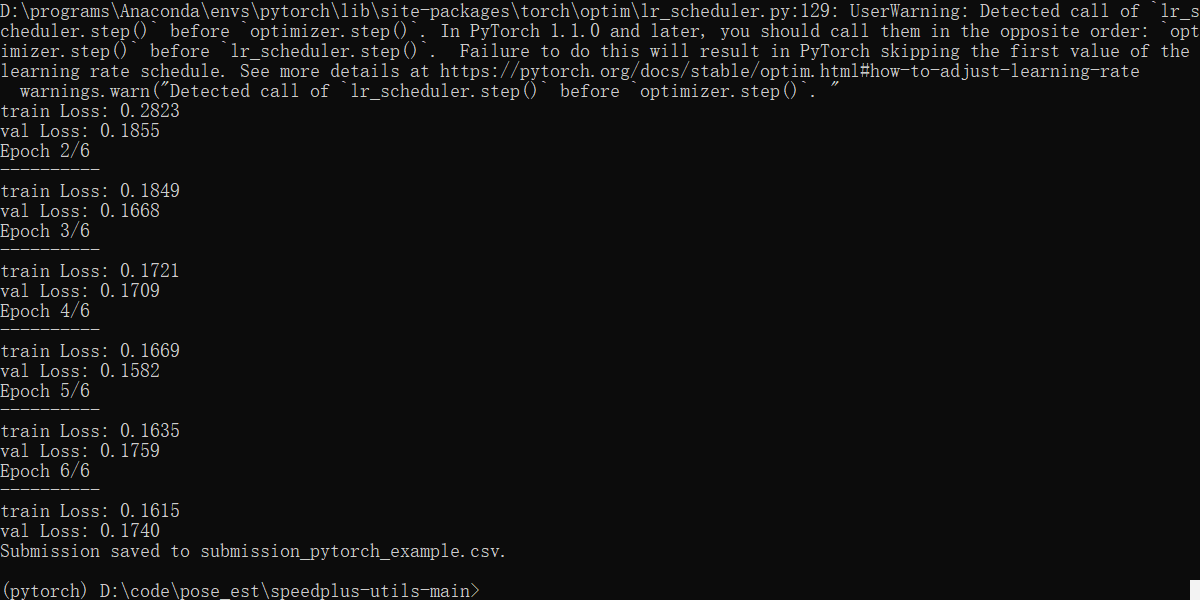 D:\programs\Anaconda\envs\pytorch\lib\site-packages\torch\optim\lr_scheduler.py:129: UserWarning: Detected call of `lr_s
cheduler.step()` before `optimizer.step()`. In PyTorch 1.1.0 and later, you should call them in the opposite order: `opt
imizer.step()` before `lr_scheduler.step()`.  Failure to do this will result in PyTorch skipping the first value of the
learning rate schedule. See more details at https://pytorch.org/docs/stable/optim.html#how-to-adjust-learning-rate
  warnings.warn("Detected call of `lr_scheduler.step()` before `optimizer.step()`. "
train Loss: 0.2823
val Loss: 0.1855
Epoch 2/6
----------
train Loss: 0.1849
val Loss: 0.1668
Epoch 3/6
----------
train Loss: 0.1721
val Loss: 0.1709
Epoch 4/6
----------
train Loss: 0.1669
val Loss: 0.1582
Epoch 5/6
----------
train Loss: 0.1635
val Loss: 0.1759
Epoch 6/6
----------
train Loss: 0.1615
val Loss: 0.1740
Submission saved to submission_pytorch_example.csv.
(pytorch) D:\code\pose_est\speedplus-utils-main>